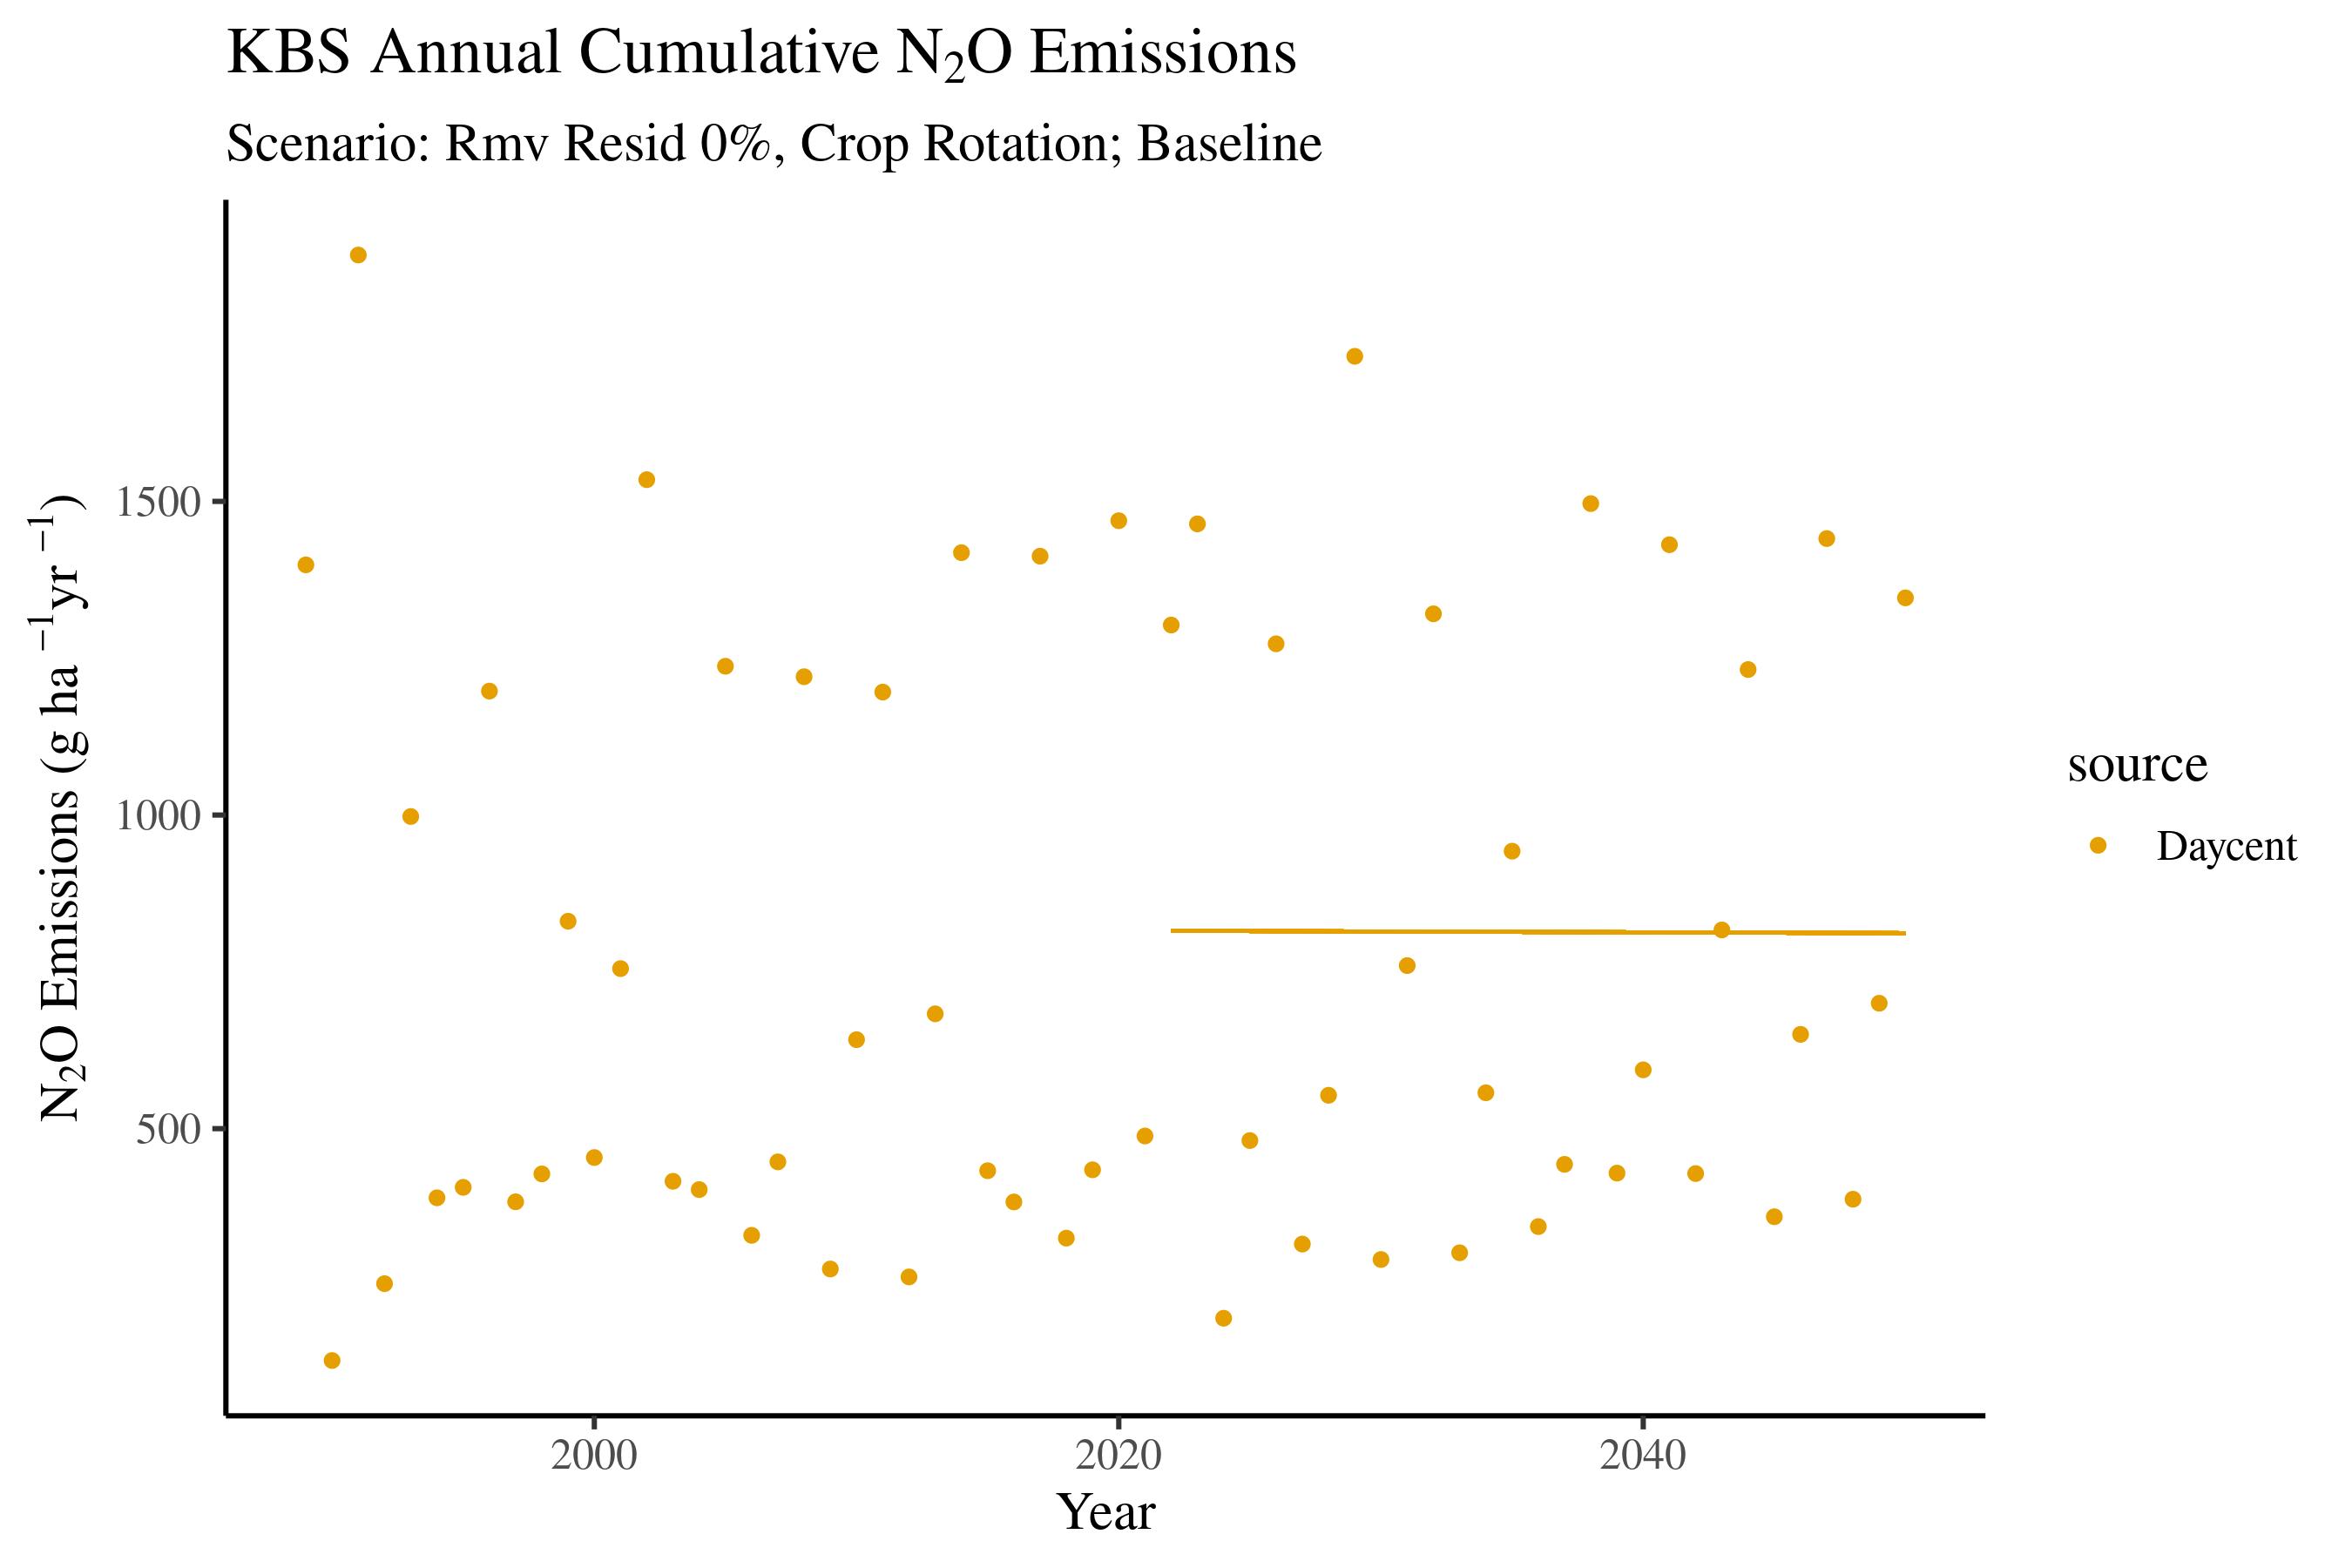 KBS Annual Cumulative N₂O Emissions
Scenario: Rmv Resid 0%, Crop Rotation; Baseline
N₂O Emissions (g ha ⁻¹yr ⁻¹)
1500
1000
500
2000
2020
2040
Year
source
Daycent